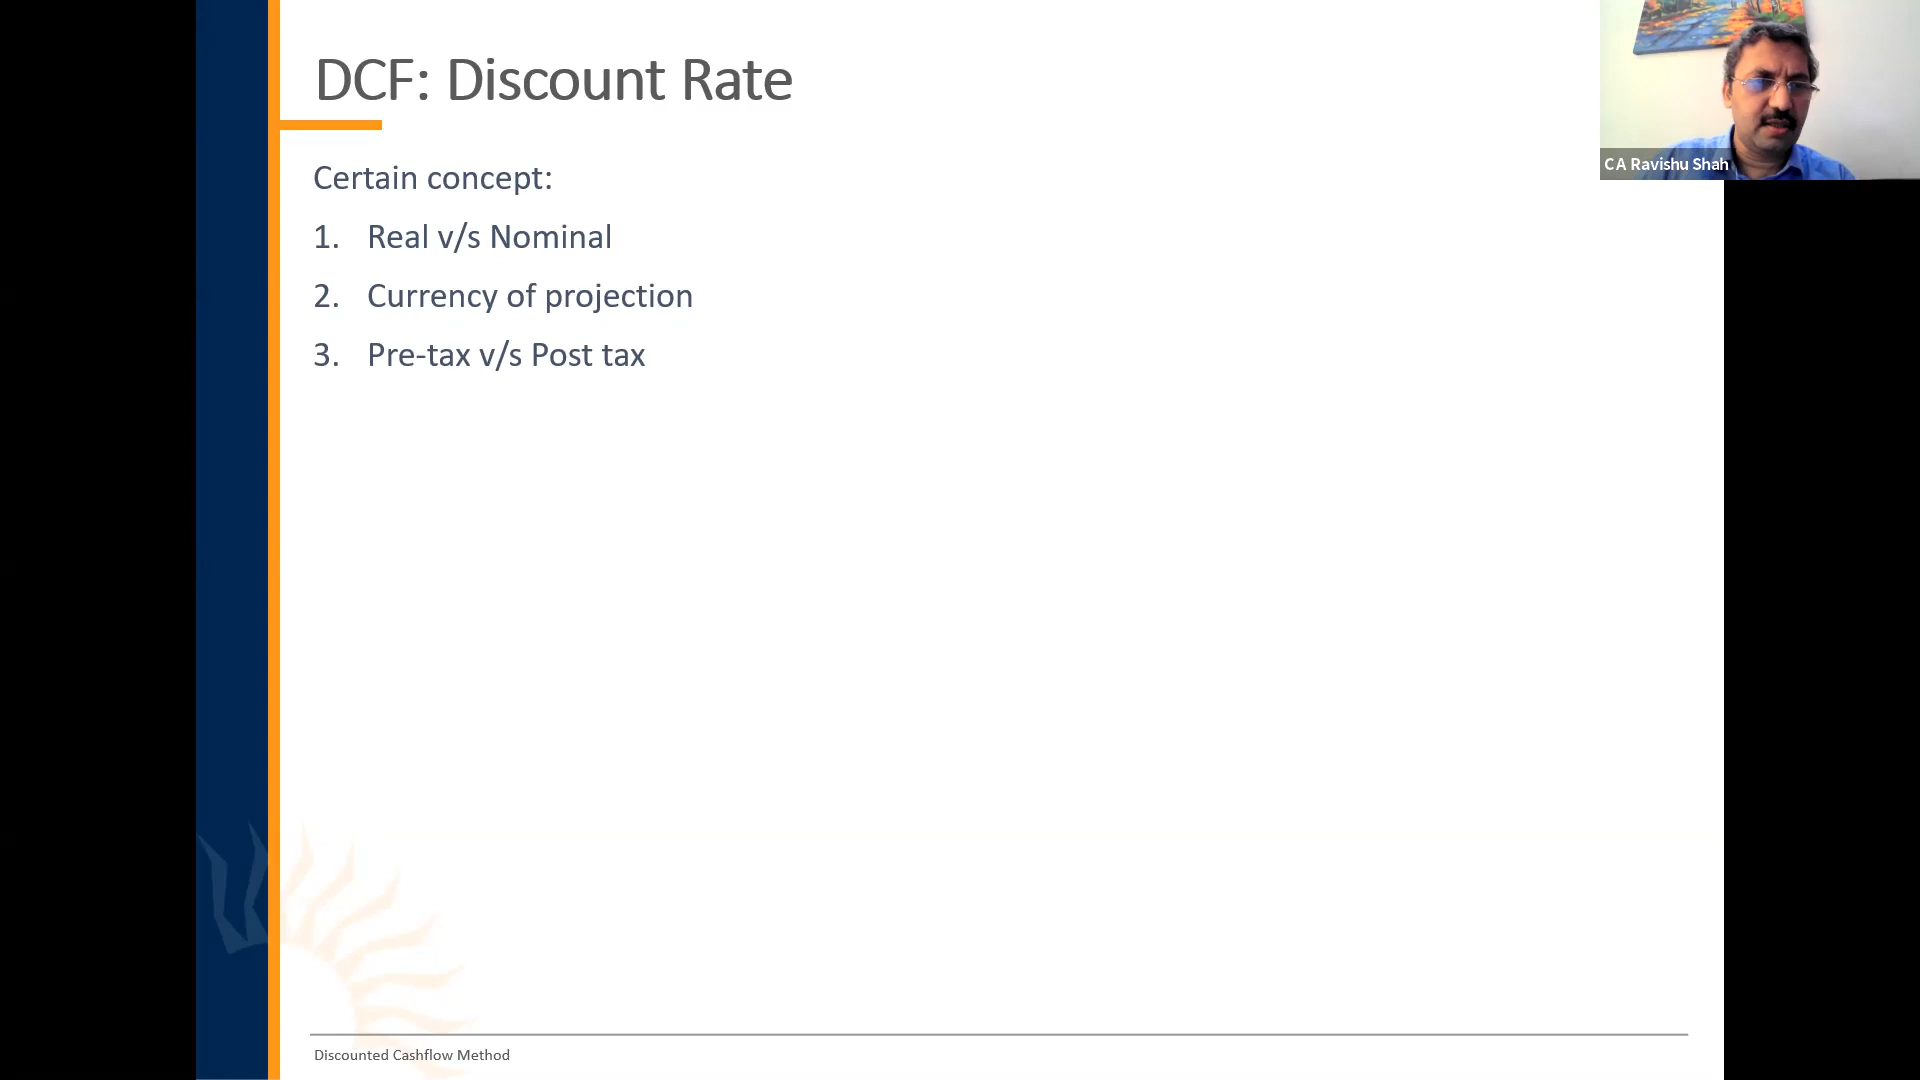 DCF: Discount Rate
C A Ravishu Shah
Certain concept:
1. Real v/s Nominal
2. Currency of projection
3. Pre-tax v/s Post tax
Discounted Cashflow Method